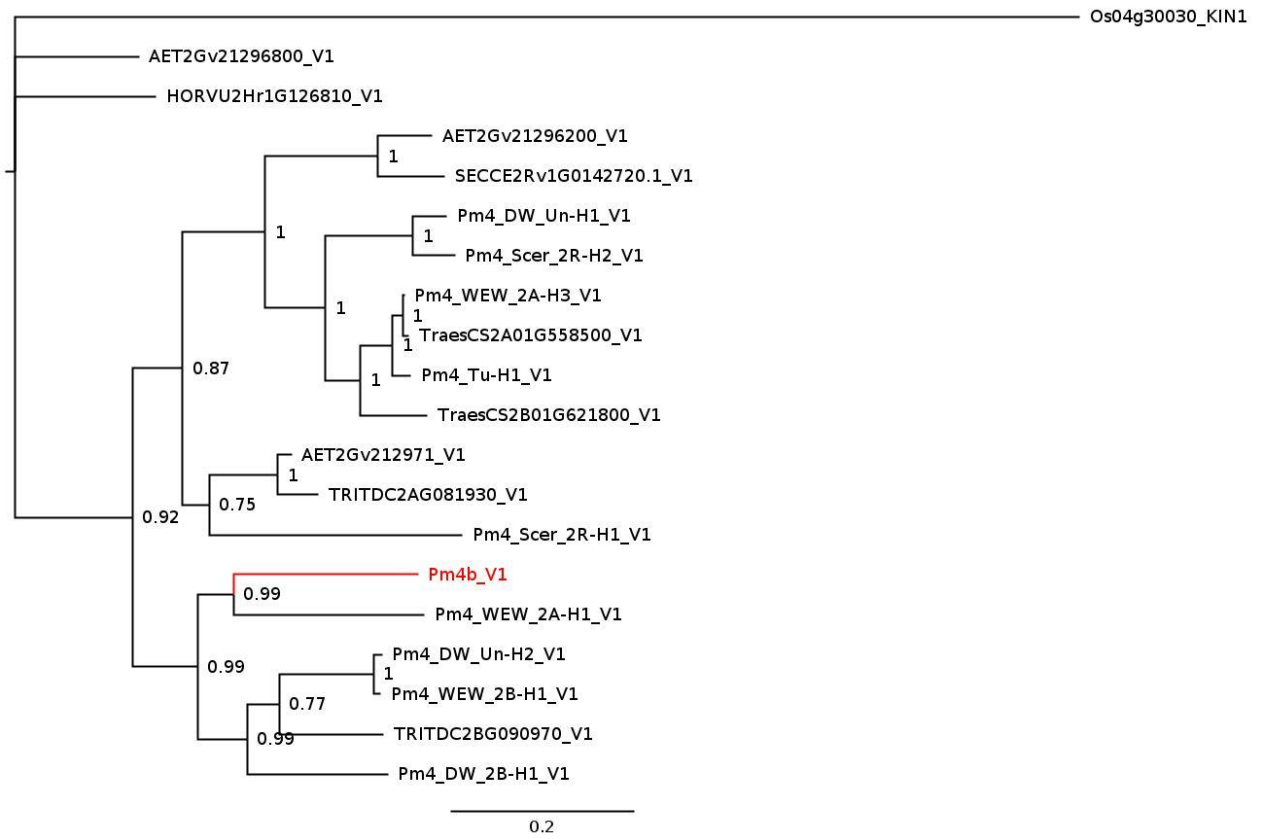 Os04g30030_KIN1
AET2Gv21296800_V1
HORVU2Hr1G126810_V1
AET2Gv21296200_V1
1
SECCE2Rv1G0142720.1_V1
Pm4_DW_Un-H1_V1
1
1
Pm4_Scer_2R-H2_V1
Pm4_WEW_2A-H3_V1
1
1
TraesCS2A01G558500_V1
1
0.87
Pm4_Tu-H1_V1
1
TraesCS2B01G621800_V1
AET2Gv212971_V1
1
TRITDC2AG081930_V1
0.75
0.92
Pm4_Scer_2R-H1_V1
Pm4b_V1
0.99
Pm4_WEW_2A-H1_V1
Pm4_DW_Un-H2_V1
0.99
1
Pm4_WEW_2B-H1_V1
0.77
TRITDC2BG090970_V1
0.99
Pm4_DW_2B-H1_V1
0.2